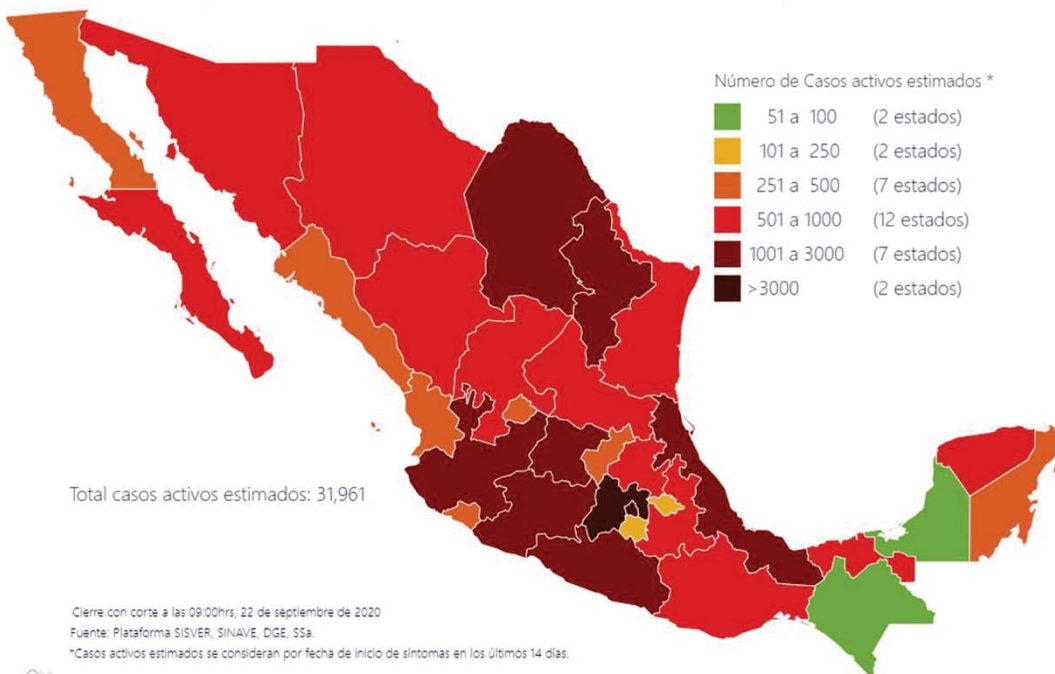 Número de Casos activos estimados *
51 a 100 (2 estados)
101 a 250 (2 estados)
251 a 500 (7 estados)
501 a 1000 (12 estados)
1001 a 3000 (7 estados)
>3000 (2 estados)
Total casos activos estimados: 31,961
Cierre con corte a las 09:00hrs, 22 de septiembre de 2020
Fuente: Plataforma SISVER, SINAVE, DGE, SSa.
*Casos activos estimados se consideran por fecha de inicio de síntomas en los últimos 14 días.